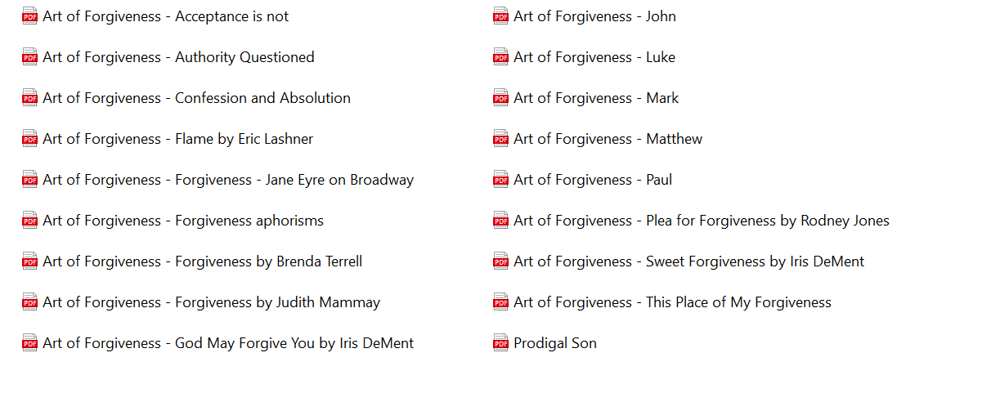 Art of Forgiveness - Acceptance is not
Art of Forgiveness - Authority Questioned
Art of Forgiveness - Confession and Absolution
Art of Forgiveness - Flame by Eric Lashner
Art of Forgiveness - Forgiveness - Jane Eyre on Broadway
Art of Forgiveness - Forgiveness aphorisms
Art of Forgiveness - Forgiveness by Brenda Terrell
Art of Forgiveness - Forgiveness by Judith Mammay
Art of Forgiveness - God May Forgive You by Iris DeMent
Art of Forgiveness - John
Art of Forgiveness - Luke
Art of Forgiveness - Mark
Art of Forgiveness - Matthew
Art of Forgiveness - Paul
Art of Forgiveness - Plea for Forgiveness by Rodney Jones
Art of Forgiveness - Sweet Forgiveness by Iris DeMent
Art of Forgiveness - This Place of My Forgiveness
Prodigal Son